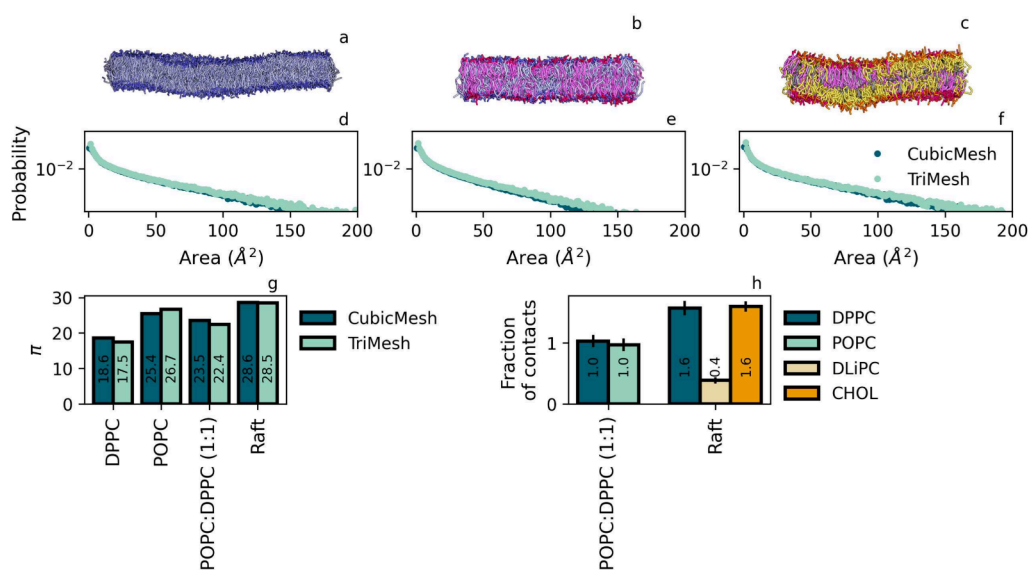 a
b
c
d
e
f
Probability
10⁻²
10⁻²
10⁻²
CubicMesh
TriMesh
0
50
100
150
200
0
50
100
150
200
0
50
100
150
200
Area (Å²)
Area (Å²)
Area (Å²)
g
π
30
20
10
0
18.6
17.5
25.4
26.7
23.5
22.4
28.6
28.5
CubicMesh
TriMesh
DPPC
POPC
POPC:DPPC (1:1)
Raft
h
Fraction
of contacts
1
0
1.0
1.0
1.6
0.4
1.6
DPPC
POPC
DLiPC
CHOL
POPC:DPPC (1:1)
Raft